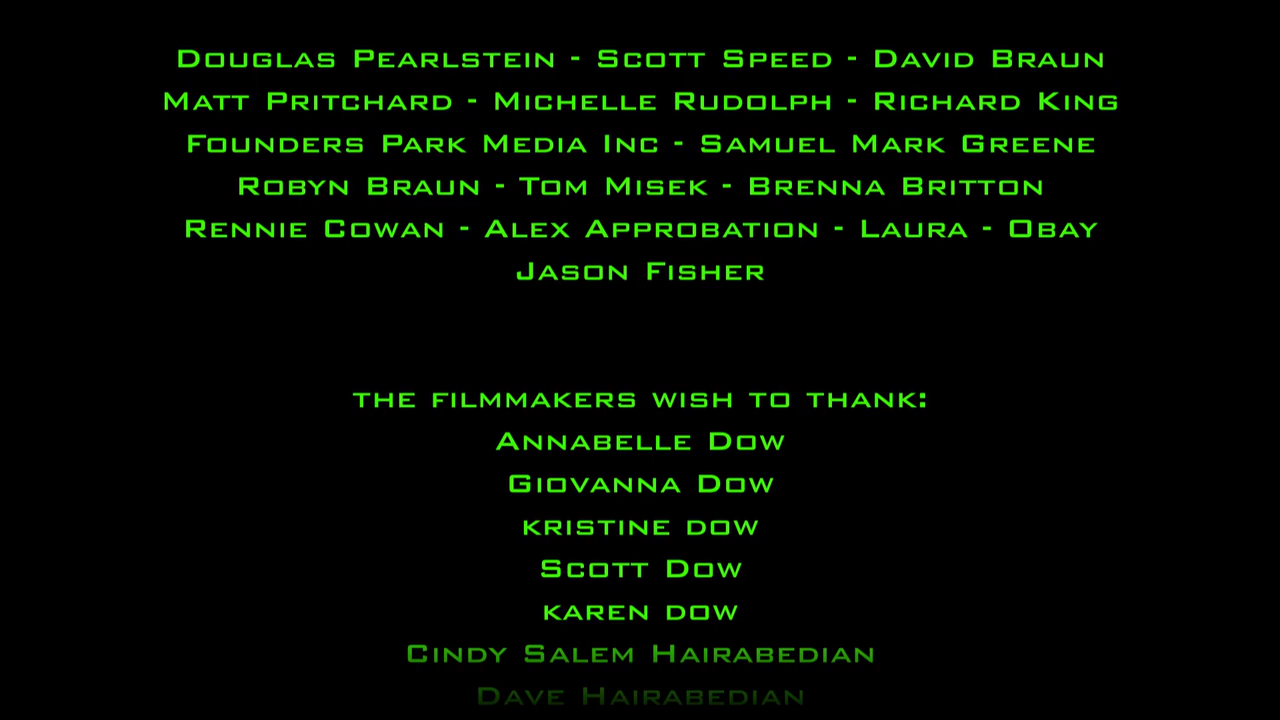 Douglas Pearlstein - Scott Speed - David Braun
Matt Pritchard - Michelle Rudolph - Richard King
Founders Park Media Inc - Samuel Mark Greene
Robyn Braun - Tom Misek - Brenna Britton
Rennie Cowan - Alex Approbation - Laura - Obay
Jason Fisher
the filmmakers wish to thank:
Annabelle Dow
Giovanna Dow
kristine dow
Scott Dow
karen dow
Cindy Salem Hairabedian
Dave Hairabedian